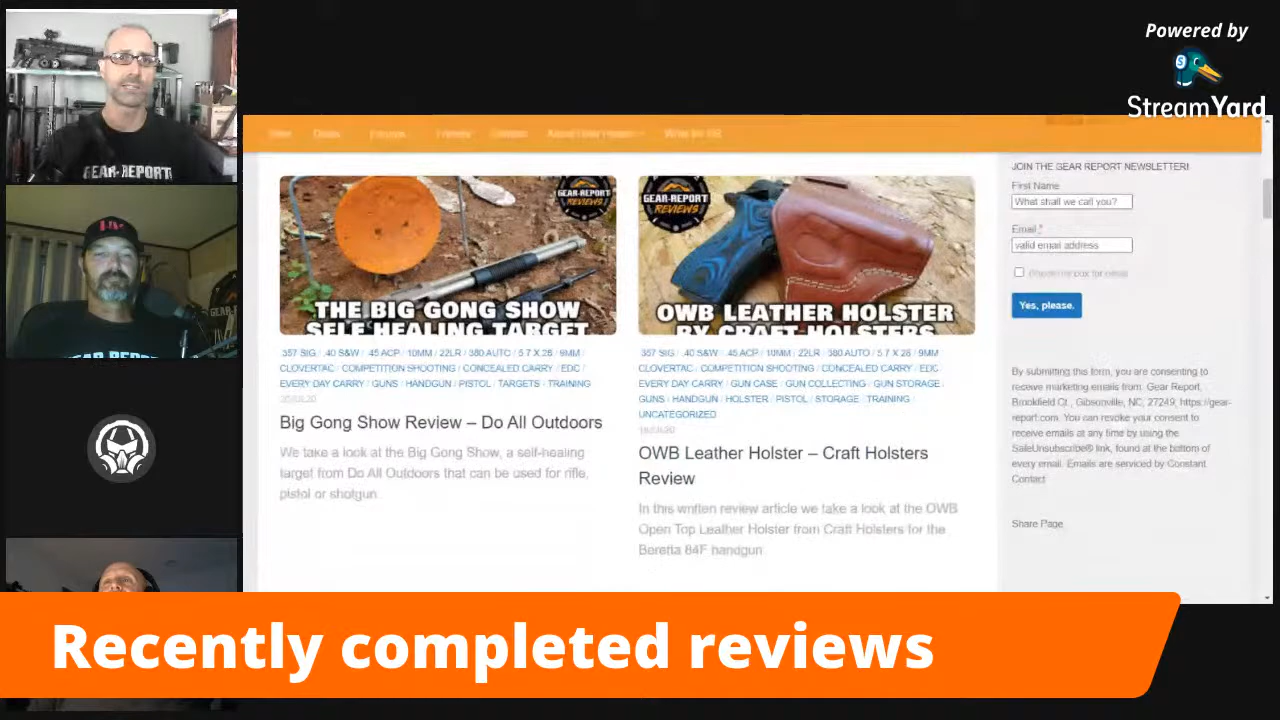 Powered by
StreamYard
GEAR-REPORT
GEAR REPORT
Home
JOIN THE GEAR REPORT NEWSLETTER!
First Name
What shall we call you?
Email *
valid email address
box for email
Yes, please.
By submitting this form, you are consenting to
receive marketing emails from: Gear Report,
Brookfield Ct., Gibsonville, NC, 27249, https://gear-
report.com. You can revoke your consent to
receive emails at any time by using the
SafeUnsubscribe® link, found at the bottom of
every email. Emails are serviced by Constant
Contact
Share Page
GEAR-REPORT
REVIEWS
THE BIG GONG SHOW
SELF HEALING TARGET
.357 SIG / .40 S&W / .45 ACP / 10MM / 22LR / 380 AUTO / 5.7 X 28 / 9MM /
CLOVERTAC / COMPETITION SHOOTING / CONCEALED CARRY / EDC /
EVERY DAY CARRY / GUNS / HANDGUN / PISTOL / TARGETS / TRAINING
Big Gong Show Review – Do All Outdoors
We take a look at the Big Gong Show, a self-healing
target from Do All Outdoors that can be used for rifle,
pistol or shotgun.
GEAR-REPORT
REVIEWS
OWB LEATHER HOLSTER
BY CRAFT HOLSTERS
.357 SIG / .40 S&W / .45 ACP / 10MM / 22LR / 380 AUTO / 5.7 X 28 / 9MM
CLOVERTAC / COMPETITION SHOOTING / CONCEALED CARRY / EDC /
EVERY DAY CARRY / GUN CASE / GUN COLLECTING / GUN STORAGE /
GUNS / HANDGUN / HOLSTER / PISTOL / STORAGE / TRAINING /
UNCATEGORIZED
OWB Leather Holster – Craft Holsters
Review
In this written review article we take a look at the OWB
Open Top Leather Holster from Craft Holsters for the
Beretta 84F handgun
Recently completed reviews